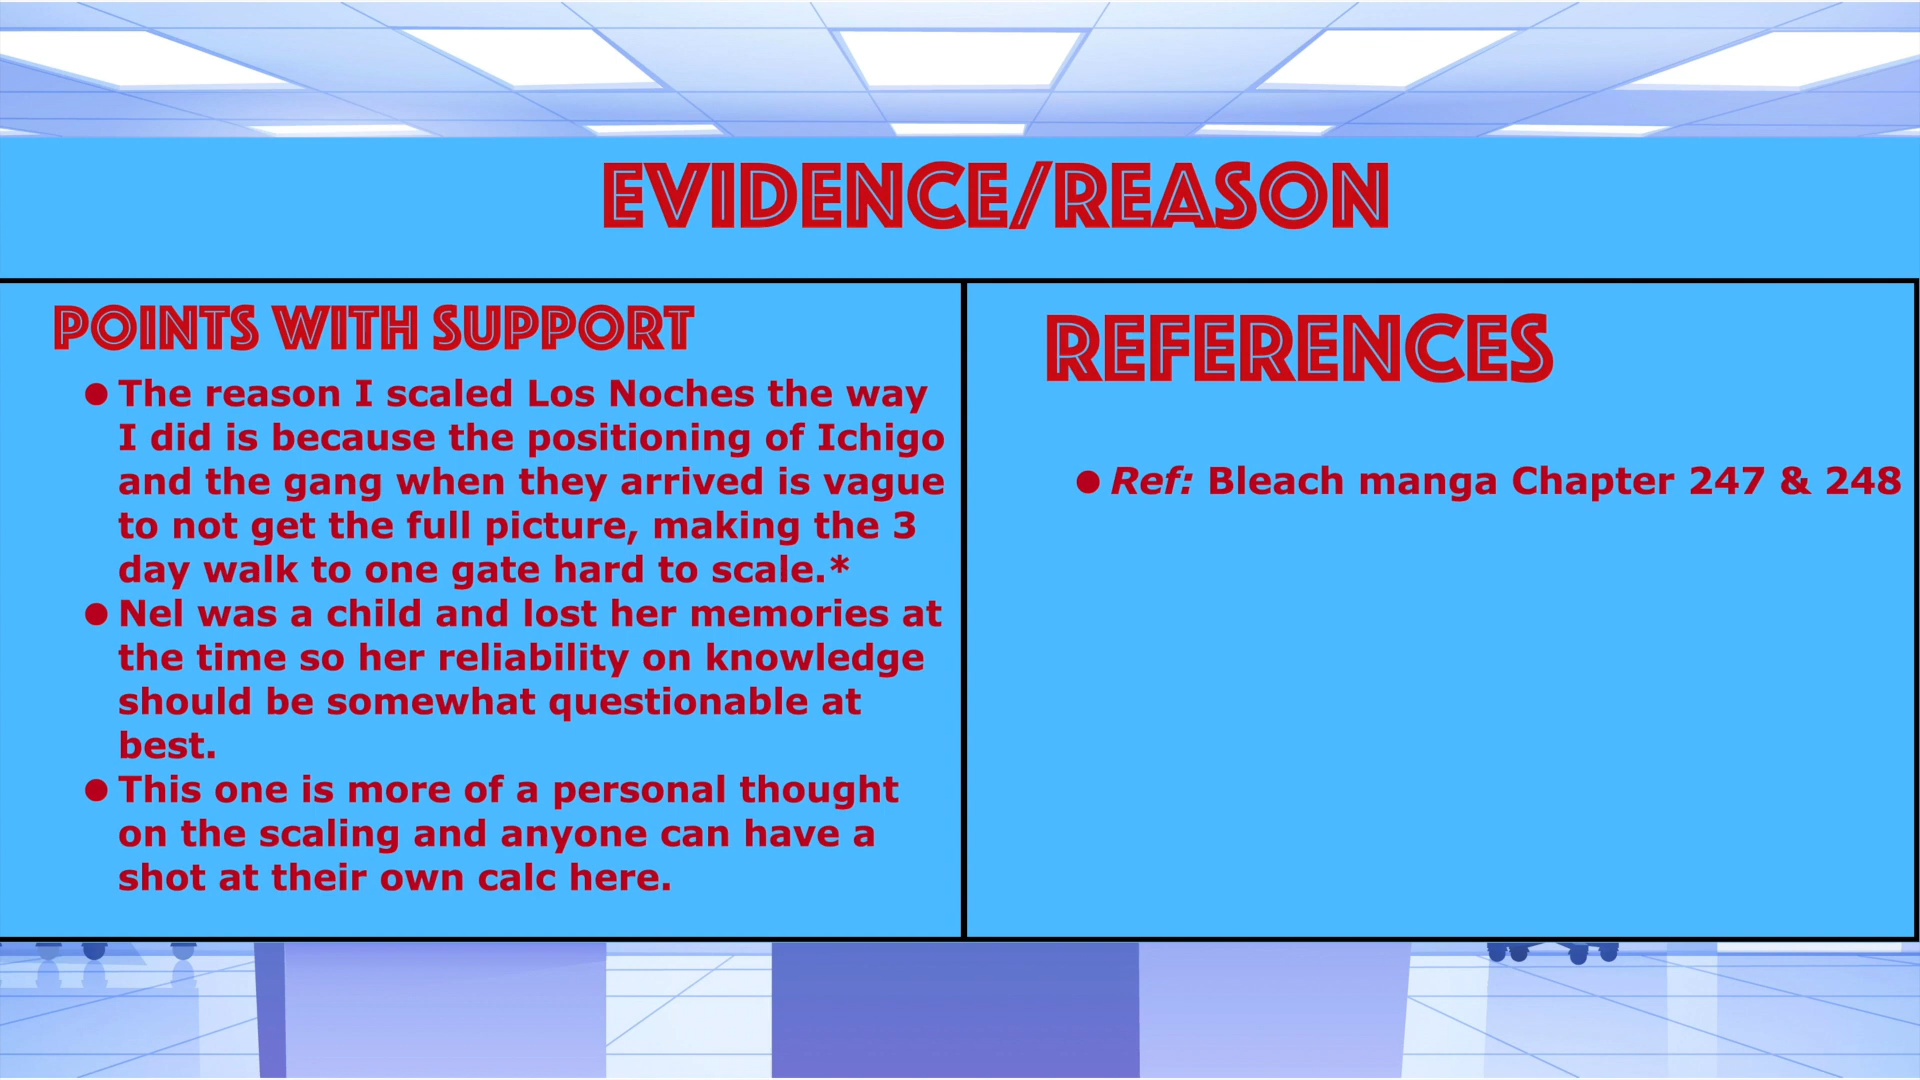 EVIDENCE/REASON
POINTS WITH SUPPORT
● The reason I scaled Los Noches the way
I did is because the positioning of Ichigo
and the gang when they arrived is vague
to not get the full picture, making the 3
day walk to one gate hard to scale.*
● Nel was a child and lost her memories at
the time so her reliability on knowledge
should be somewhat questionable at
best.
● This one is more of a personal thought
on the scaling and anyone can have a
shot at their own calc here.
REFERENCES
● Ref: Bleach manga Chapter 247 & 248